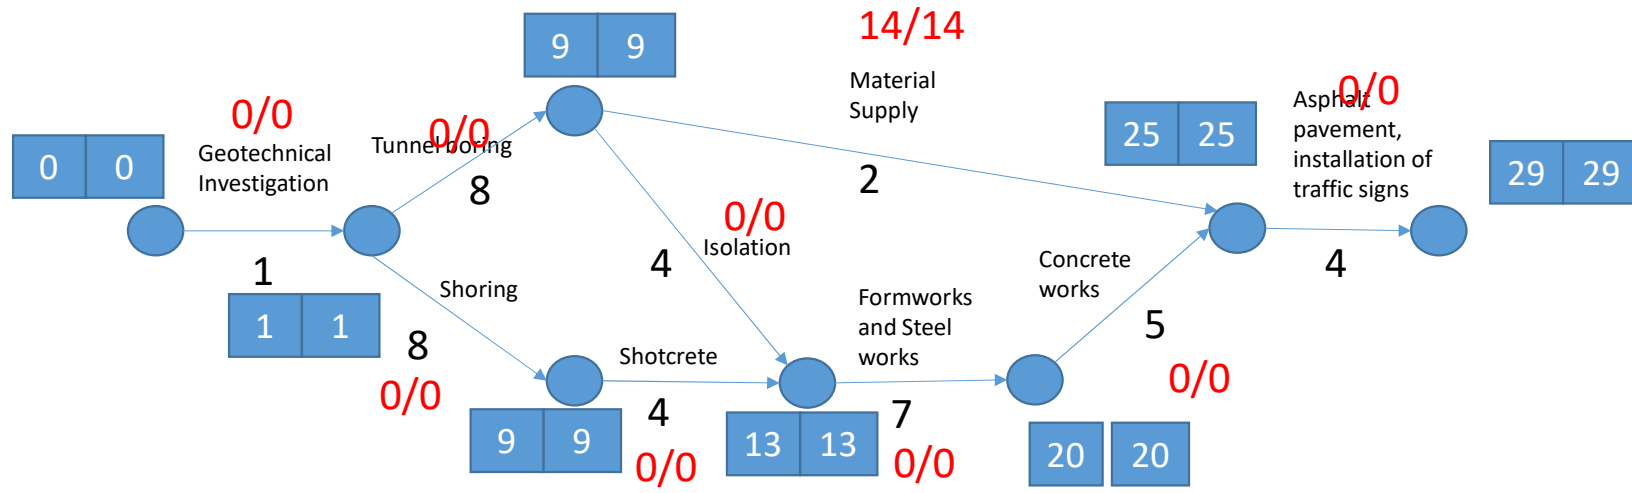 9 9
14/14
Material
Supply
0/0
Asphalt
pavement,
installation of
traffic signs
0/0
0/0
Tunnel boring
25 25
0 0
Geotechnical
Investigation
29 29
8
2
0/0
Isolation
1
4
4
Concrete
works
Shoring
Formworks
and Steel
works
1 1
8
5
Shotcrete
0/0
0/0
4
7
9 9
13 13
0/0
0/0
20 20